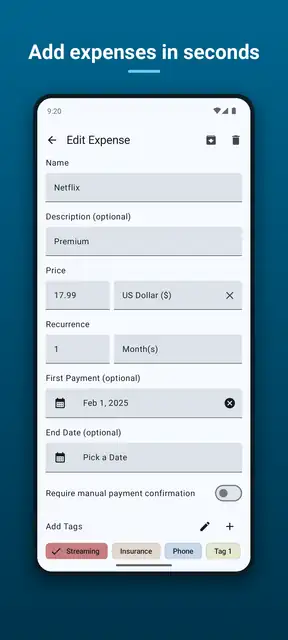 Add expenses in seconds
9:20
Edit Expense
Name
Netflix
Description (optional)
Premium
Price
17.99 US Dollar ($)
Recurrence
1 Month(s)
First Payment (optional)
Feb 1, 2025
End Date (optional)
Pick a Date
Require manual payment confirmation
Add Tags
Streaming Insurance Phone Tag 1